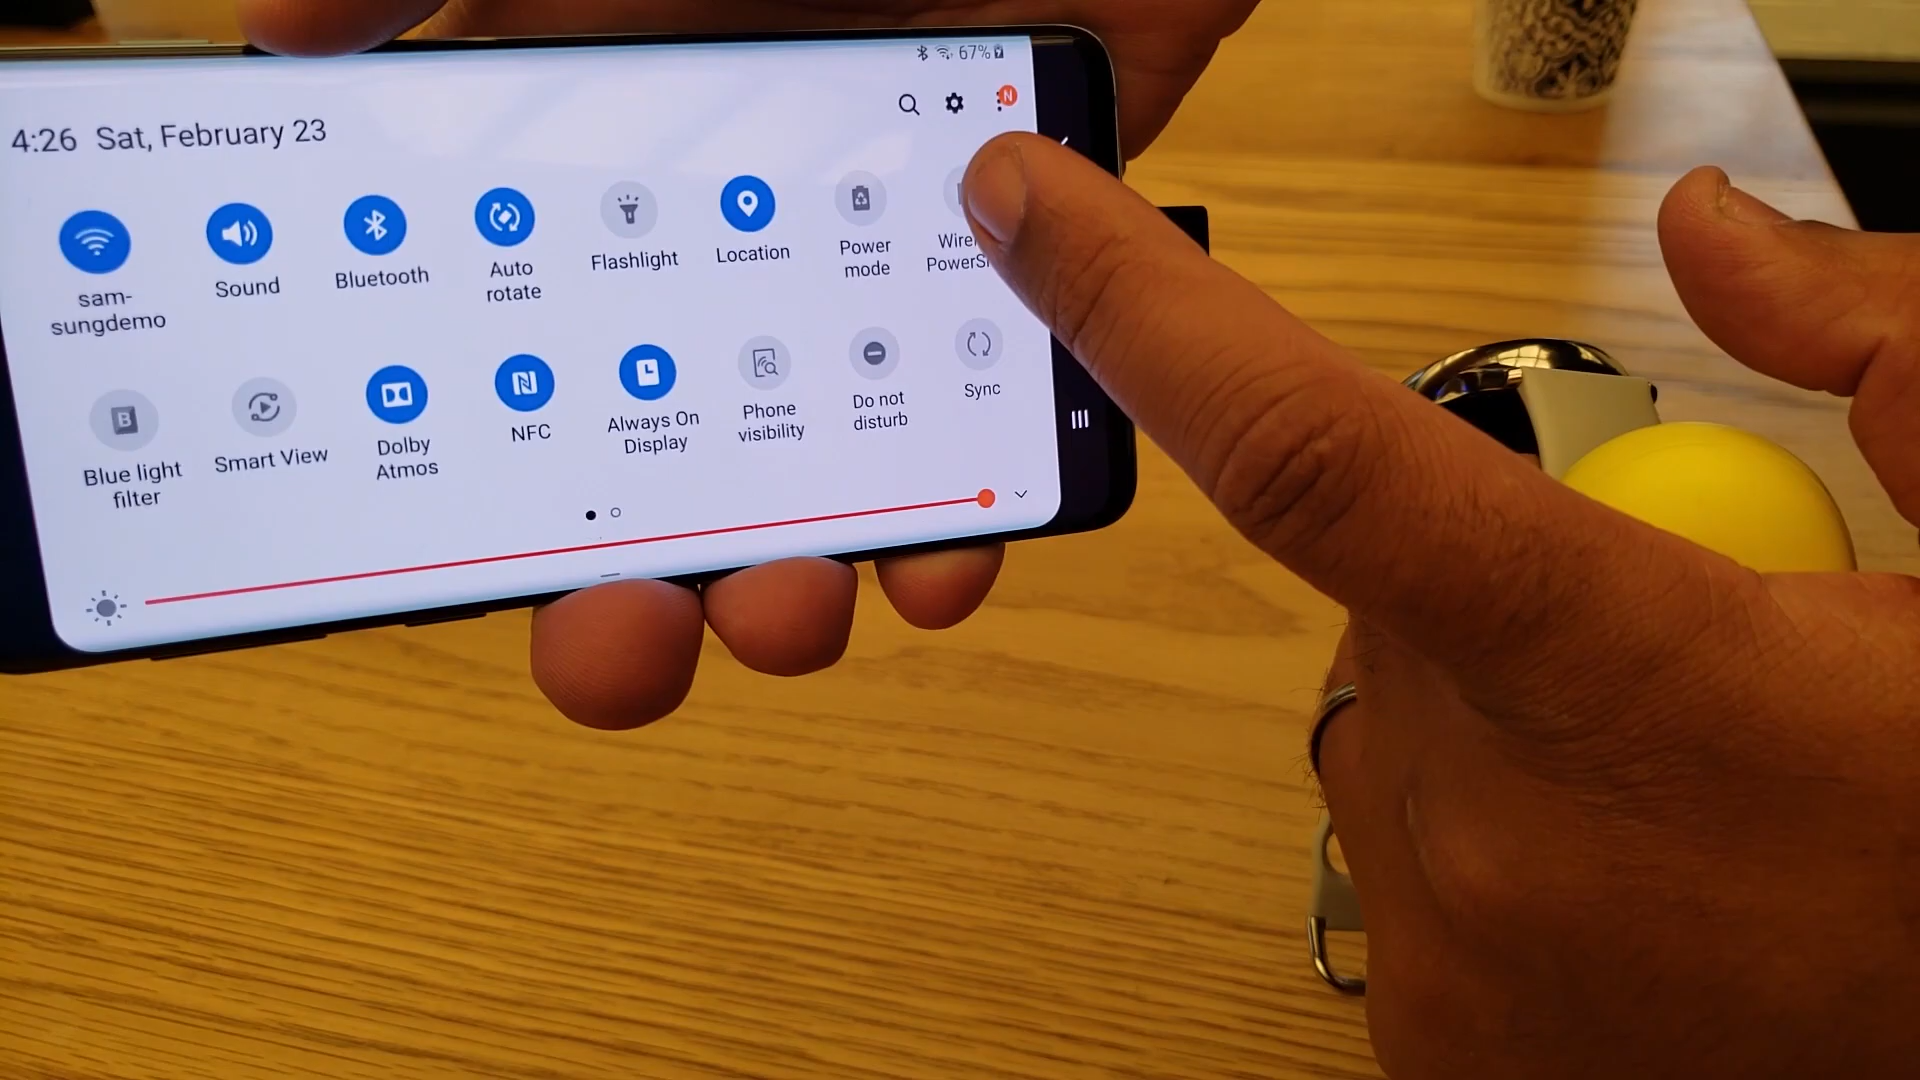 67%
N
4:26 Sat, February 23
sam-
sungdemo
Sound
Bluetooth
Auto
rotate
Flashlight
Location
Power
mode
B
Blue light
filter
Smart View
Dolby
Atmos
N
NFC
Always On
Display
Phone
visibility
Do not
disturb
Sync